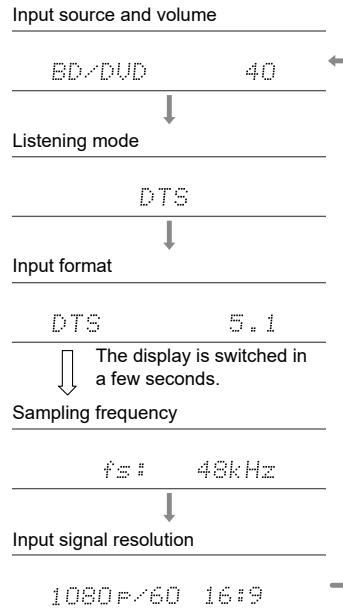 Input source and volume
BD/DVD 40
Listening mode
DTS
Input format
DTS 5.1
The display is switched in
a few seconds.
Sampling frequency
fs: 48kHz
Input signal resolution
1080p/60 16:9